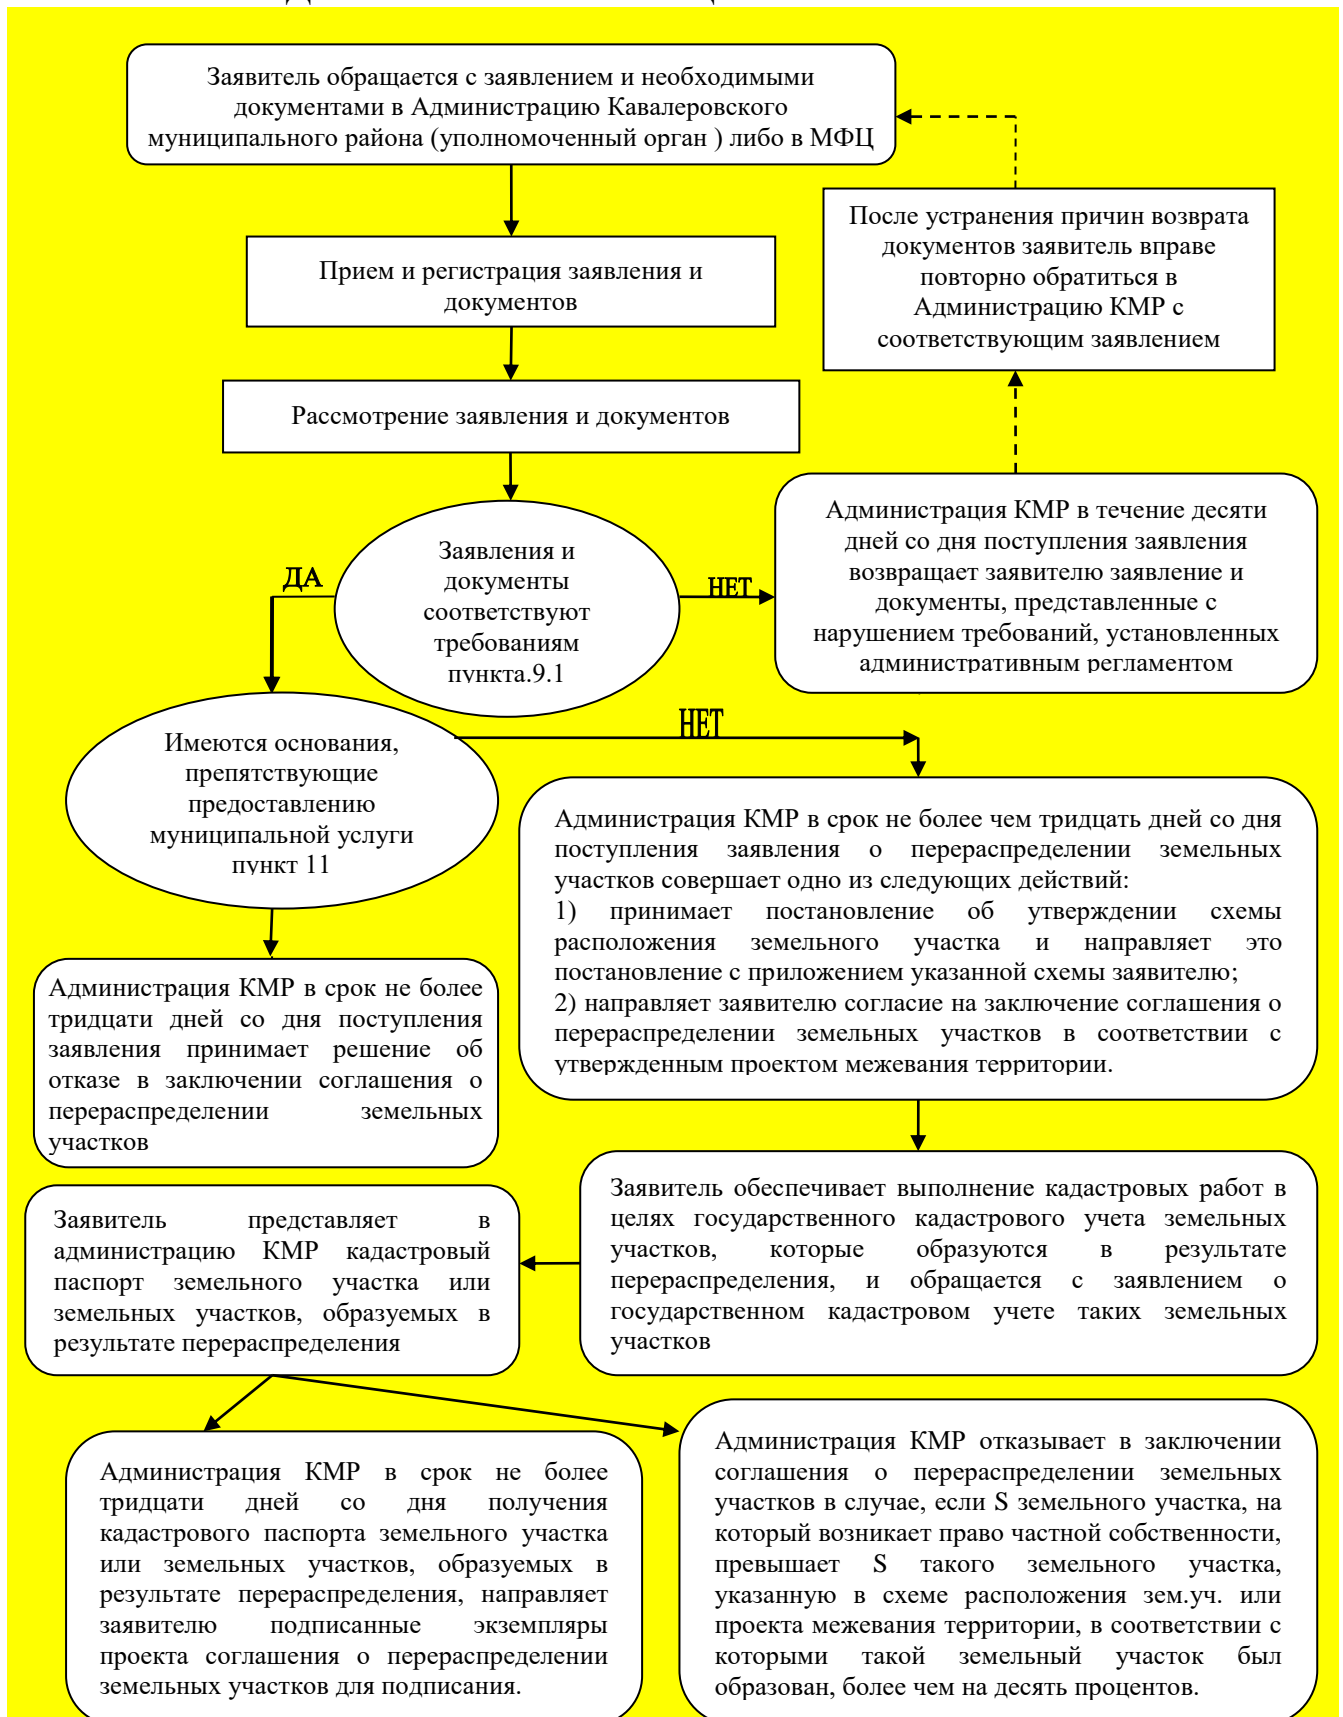 Заявитель обращается с заявлением и необходимыми
документами в Администрацию Кавалеровского
муниципального района (уполномоченный орган ) либо в МФЦ
После устранения причин возврата
документов заявитель вправе
повторно обратиться в
Администрацию КМР с
соответствующим заявлением
Прием и регистрация заявления и
документов
Рассмотрение заявления и документов
Заявления и
документы
соответствуют
требованиям
пункта.9.1
ДА
НЕТ
Администрация КМР в течение десяти
дней со дня поступления заявления
возвращает заявителю заявление и
документы, представленные с
нарушением требований, установленных
административным регламентом
Имеются основания,
препятствующие
предоставлению
муниципальной услуги
пункт 11
НЕТ
Администрация КМР в срок не более чем тридцать дней со дня
поступления заявления о перераспределении земельных
участков совершает одно из следующих действий:
1) принимает постановление об утверждении схемы
расположения земельного участка и направляет это
постановление с приложением указанной схемы заявителю;
2) направляет заявителю согласие на заключение соглашения о
перераспределении земельных участков в соответствии с
утвержденным проектом межевания территории.
Администрация КМР в срок не более
тридцати дней со дня поступления
заявления принимает решение об
отказе в заключении соглашения о
перераспределении земельных
участков
Заявитель обеспечивает выполнение кадастровых работ в
целях государственного кадастрового учета земельных
участков, которые образуются в результате
перераспределения, и обращается с заявлением о
государственном кадастровом учете таких земельных
участков
Заявитель представляет в
администрацию КМР кадастровый
паспорт земельного участка или
земельных участков, образуемых в
результате перераспределения
Администрация КМР в срок не более
тридцати дней со дня получения
кадастрового паспорта земельного участка
или земельных участков, образуемых в
результате перераспределения, направляет
заявителю подписанные экземпляры
проекта соглашения о перераспределении
земельных участков для подписания.
Администрация КМР отказывает в заключении
соглашения о перераспределении земельных
участков в случае, если S земельного участка, на
который возникает право частной собственности,
превышает S такого земельного участка,
указанную в схеме расположения зем.уч. или
проекта межевания территории, в соответствии с
которыми такой земельный участок был
образован, более чем на десять процентов.